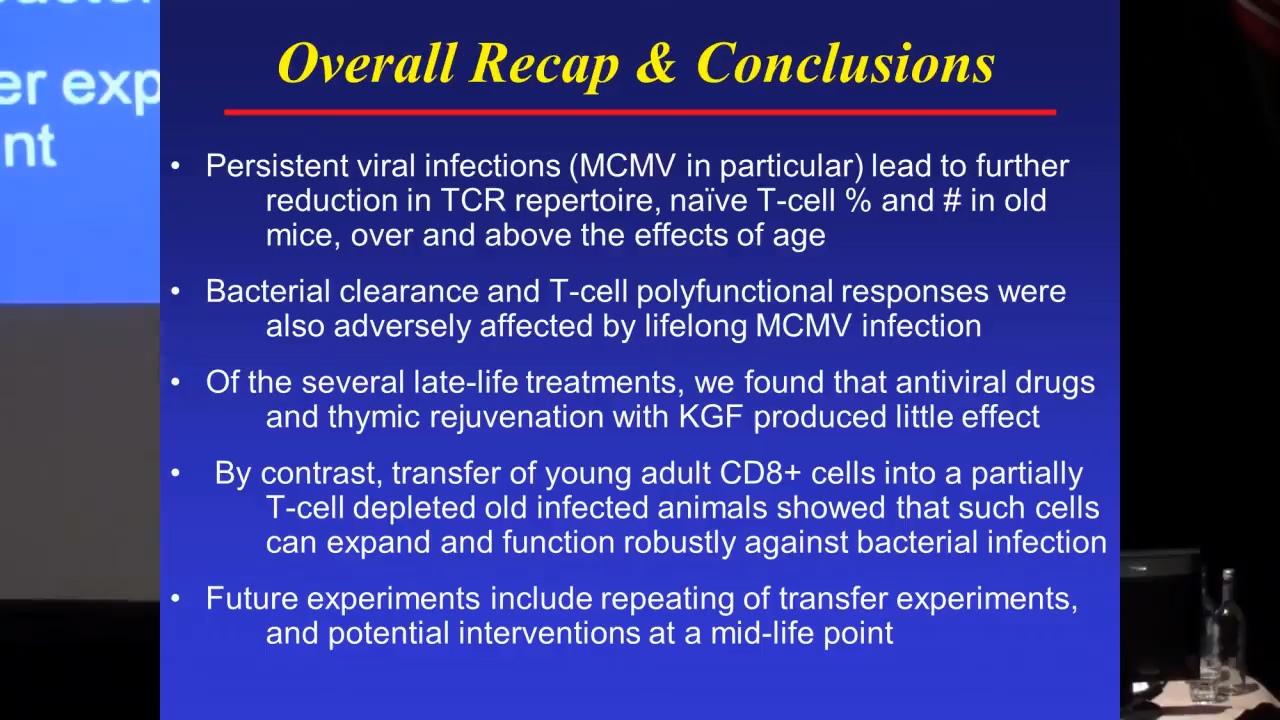 Overall Recap & Conclusions
• Persistent viral infections (MCMV in particular) lead to further
reduction in TCR repertoire, naïve T-cell % and # in old
mice, over and above the effects of age
• Bacterial clearance and T-cell polyfunctional responses were
also adversely affected by lifelong MCMV infection
• Of the several late-life treatments, we found that antiviral drugs
and thymic rejuvenation with KGF produced little effect
• By contrast, transfer of young adult CD8+ cells into a partially
T-cell depleted old infected animals showed that such cells
can expand and function robustly against bacterial infection
• Future experiments include repeating of transfer experiments,
and potential interventions at a mid-life point
er exp
nt